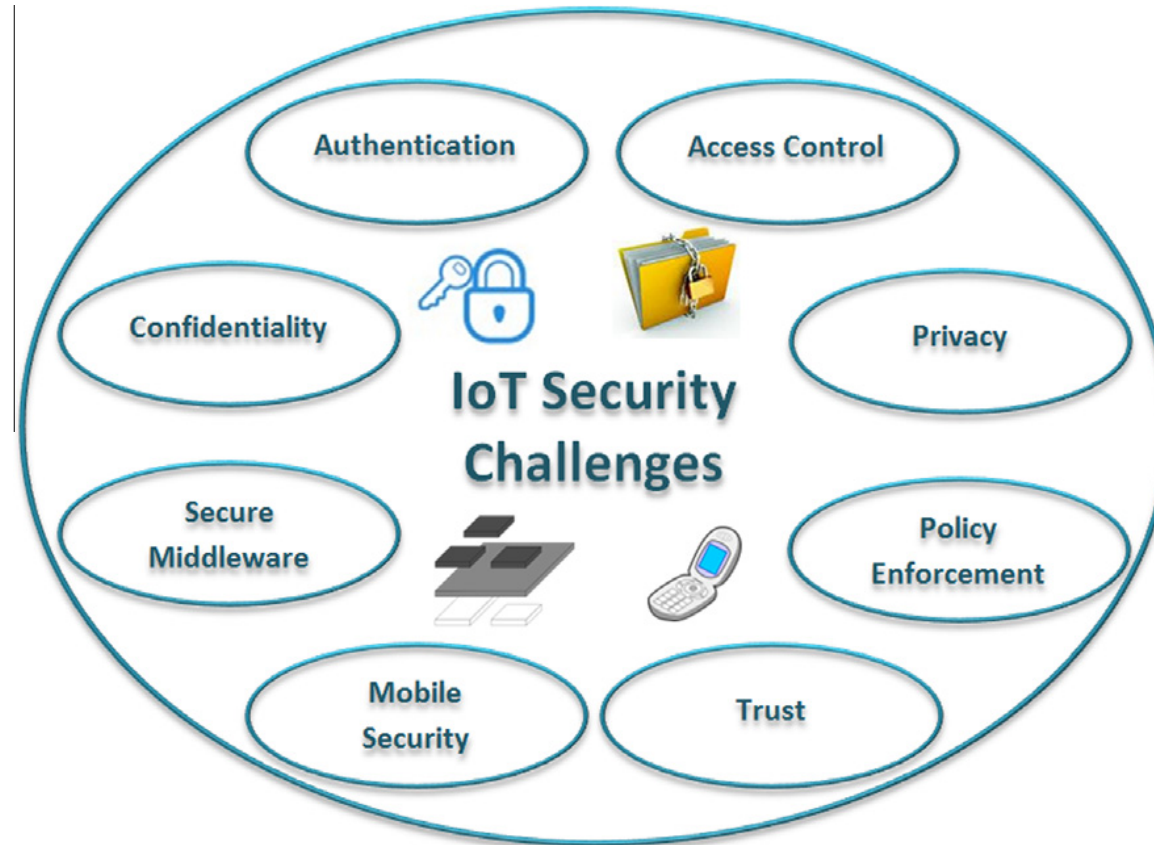 Authentication
Access Control
Confidentiality
Privacy
IoT Security
Challenges
Secure
Middleware
Policy
Enforcement
Mobile
Security
Trust